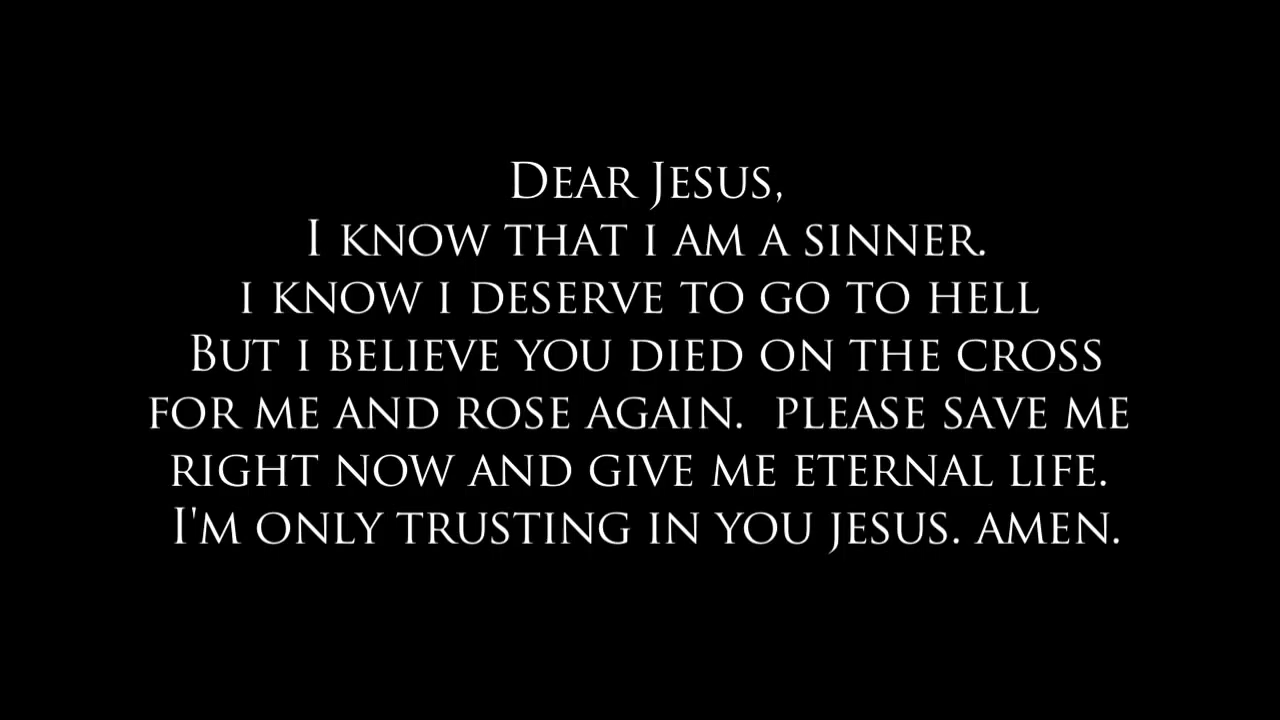 Dear Jesus,
I know that i am a sinner.
i know i deserve to go to hell
But i believe you died on the cross
for me and rose again.  please save me
right now and give me eternal life.
I'm only trusting in you jesus. amen.